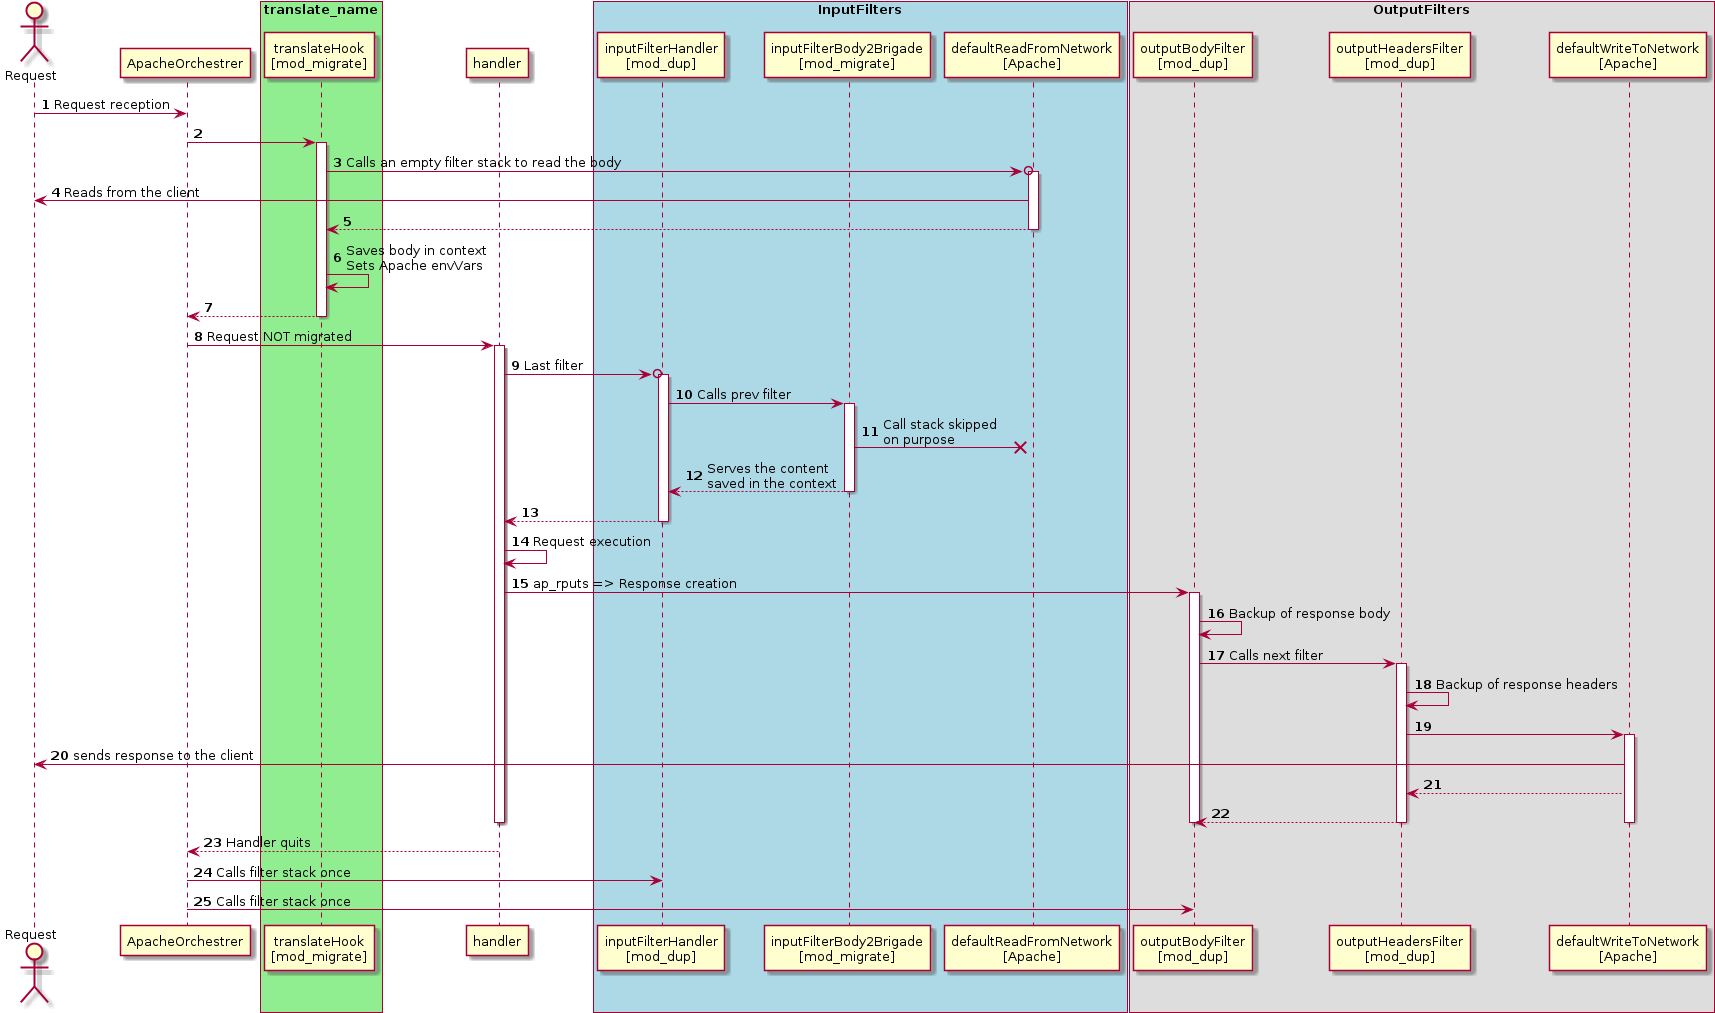 translate_name
InputFilters
OutputFilters
Request
ApacheOrchestrer
translateHook
[mod_migrate]
handler
inputFilterHandler
[mod_dup]
inputFilterBody2Brigade
[mod_migrate]
defaultReadFromNetwork
[Apache]
outputBodyFilter
[mod_dup]
outputHeadersFilter
[mod_dup]
defaultWriteToNetwork
[Apache]
1 Request reception
2
3 Calls an empty filter stack to read the body
4 Reads from the client
5
6 Saves body in context
Sets Apache envVars
7
8 Request NOT migrated
9 Last filter
10 Calls prev filter
11 Call stack skipped
on purpose
12 Serves the content
saved in the context
13
14 Request execution
15 ap_rputs => Response creation
16 Backup of response body
17 Calls next filter
18 Backup of response headers
19
20 sends response to the client
21
22
23 Handler quits
24 Calls filter stack once
25 Calls filter stack once
Request
ApacheOrchestrer
translateHook
[mod_migrate]
handler
inputFilterHandler
[mod_dup]
inputFilterBody2Brigade
[mod_migrate]
defaultReadFromNetwork
[Apache]
outputBodyFilter
[mod_dup]
outputHeadersFilter
[mod_dup]
defaultWriteToNetwork
[Apache]